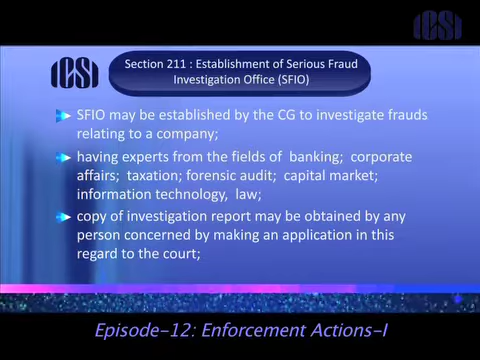 ICSI
ICSI
Section 211 : Establishment of Serious Fraud
Investigation Office (SFIO)
SFIO may be established by the CG to investigate frauds
relating to a company;
having experts from the fields of banking; corporate
affairs; taxation; forensic audit; capital market;
information technology, law;
copy of investigation report may be obtained by any
person concerned by making an application in this
regard to the court;
Episode-12: Enforcement Actions-I